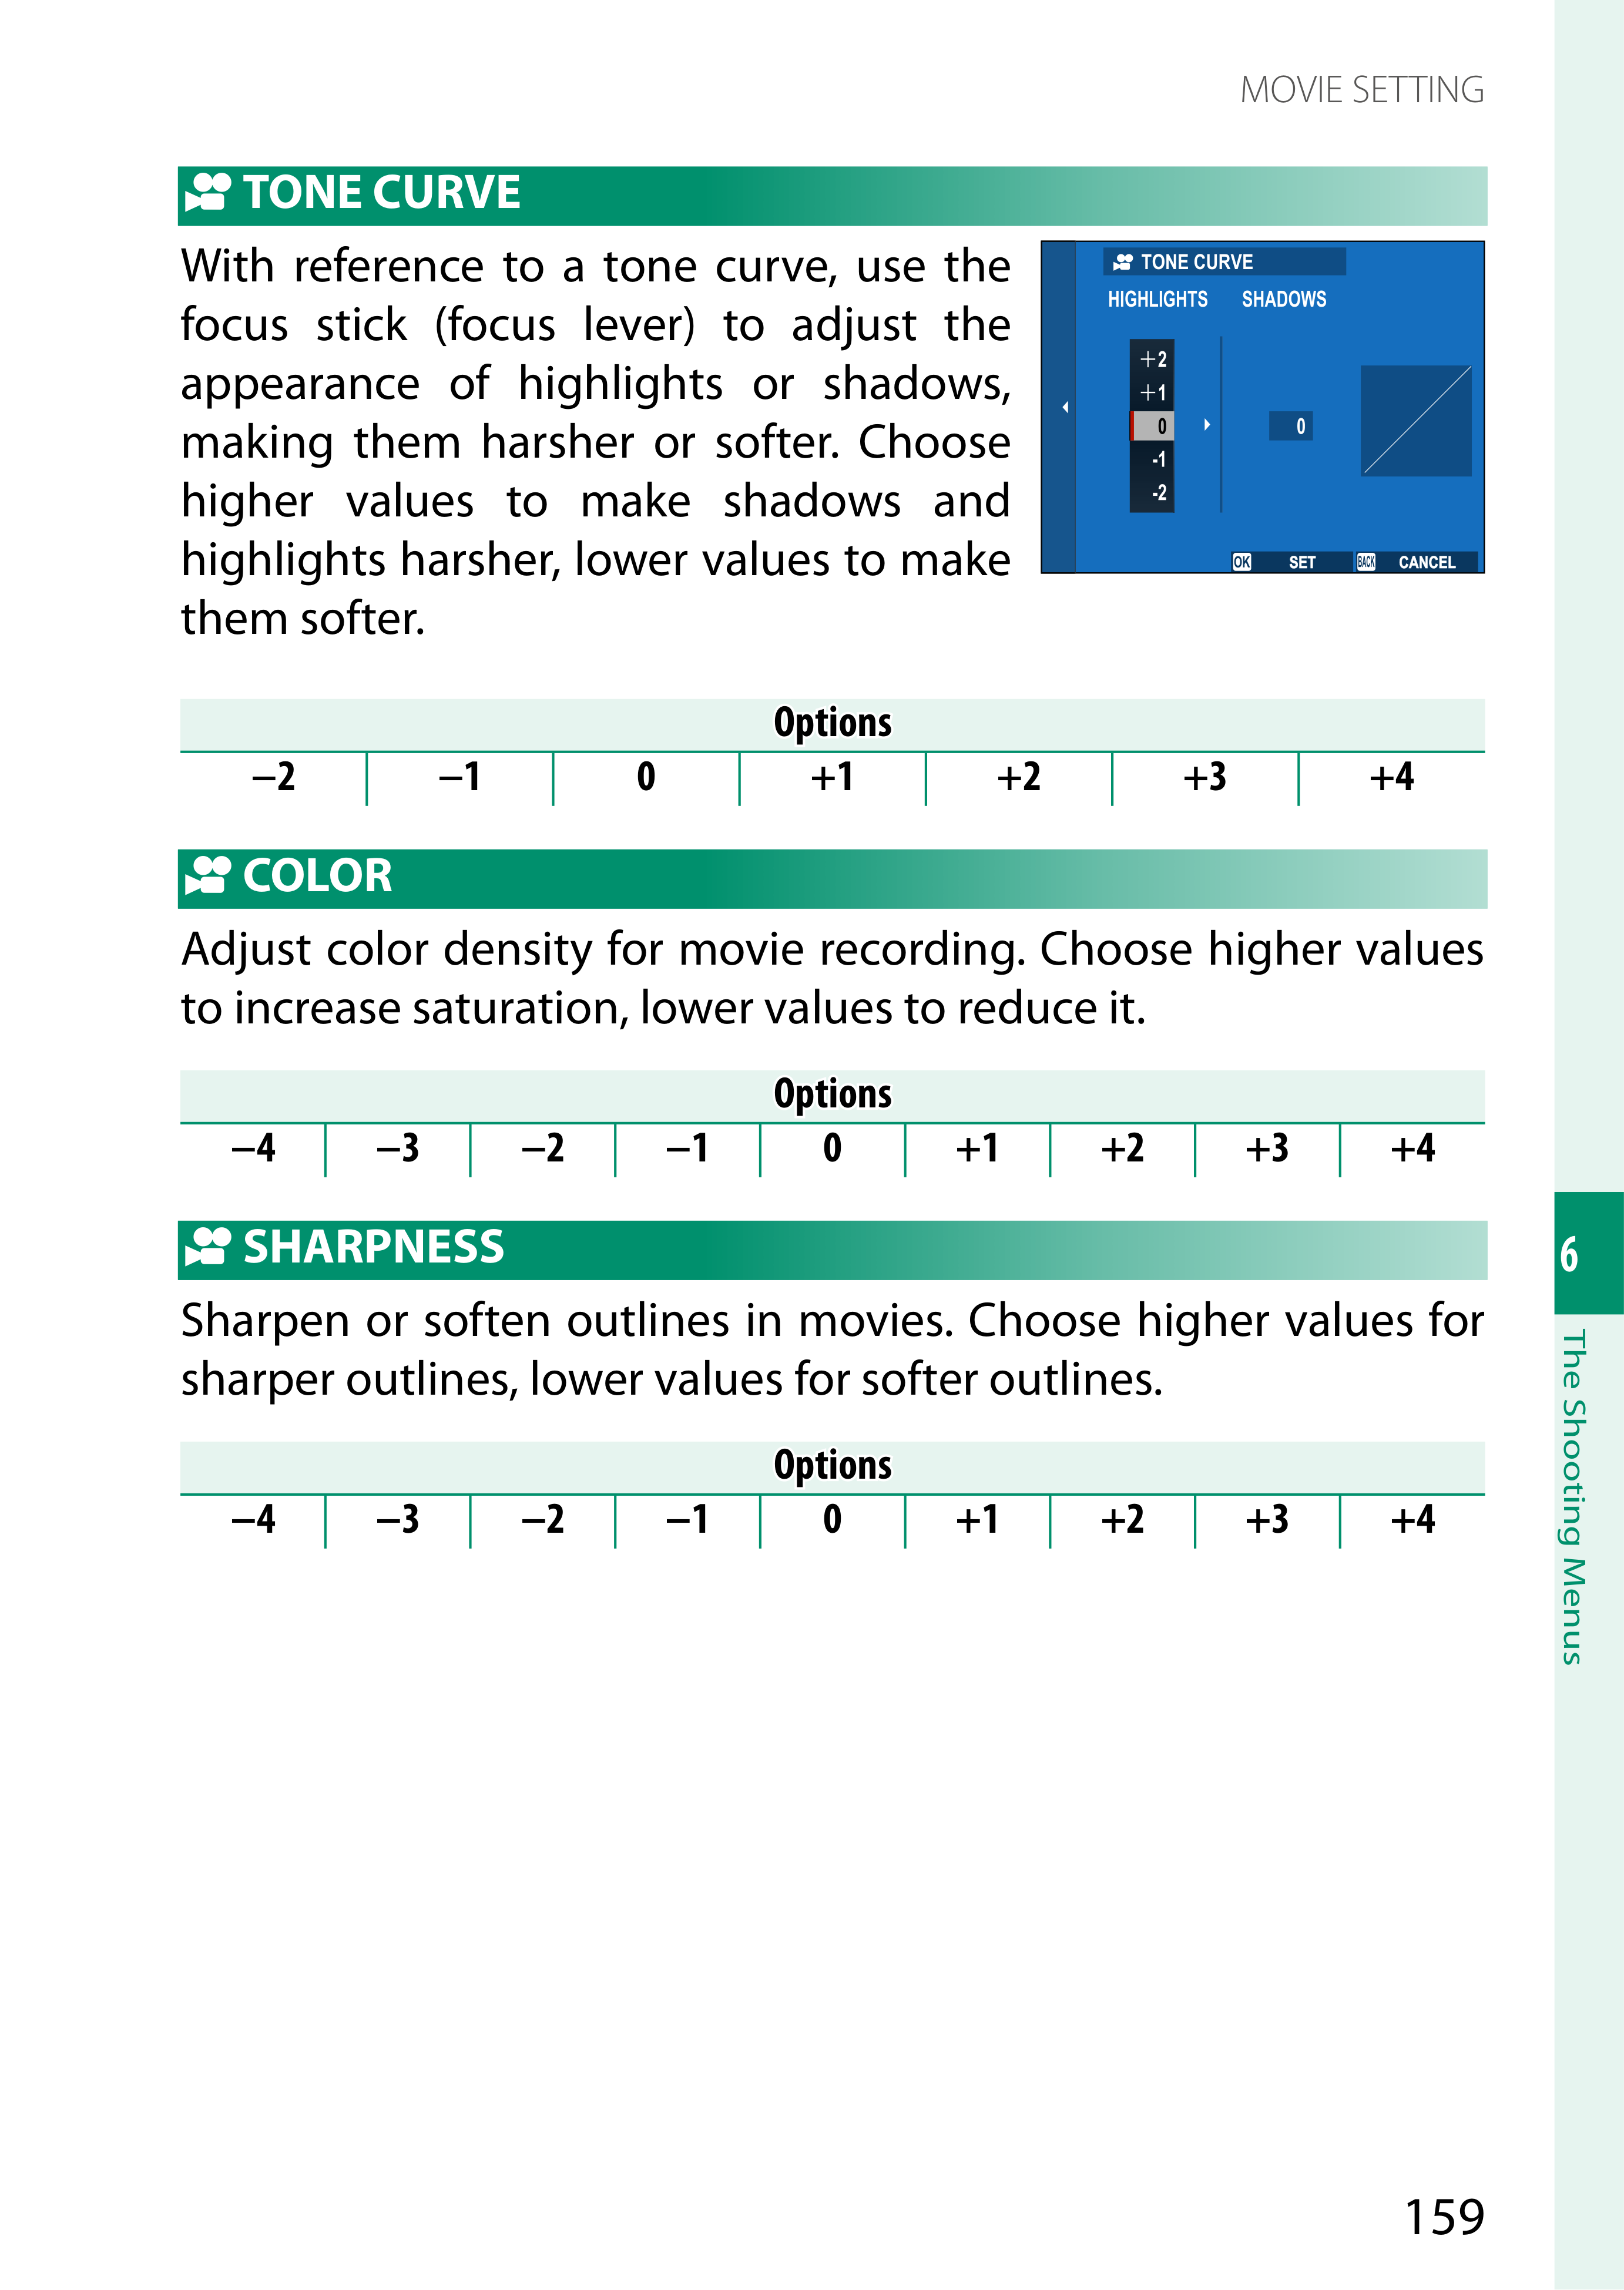 MOVIE SETTING
TONE CURVE
With reference to a tone curve, use the
focus stick (focus lever) to adjust the
appearance of highlights or shadows,
making them harsher or softer. Choose
higher values to make shadows and
highlights harsher, lower values to make
them softer.
TONE CURVE
HIGHLIGHTS SHADOWS
+2
+1
0 0
-1
-2
OK SET BACK CANCEL
Options
−2 −1 0 +1 +2 +3 +4
COLOR
Adjust color density for movie recording. Choose higher values
to increase saturation, lower values to reduce it.
Options
−4 −3 −2 −1 0 +1 +2 +3 +4
SHARPNESS
Sharpen or soften outlines in movies. Choose higher values for
sharper outlines, lower values for softer outlines.
Options
−4 −3 −2 −1 0 +1 +2 +3 +4
6
The Shooting Menus
159